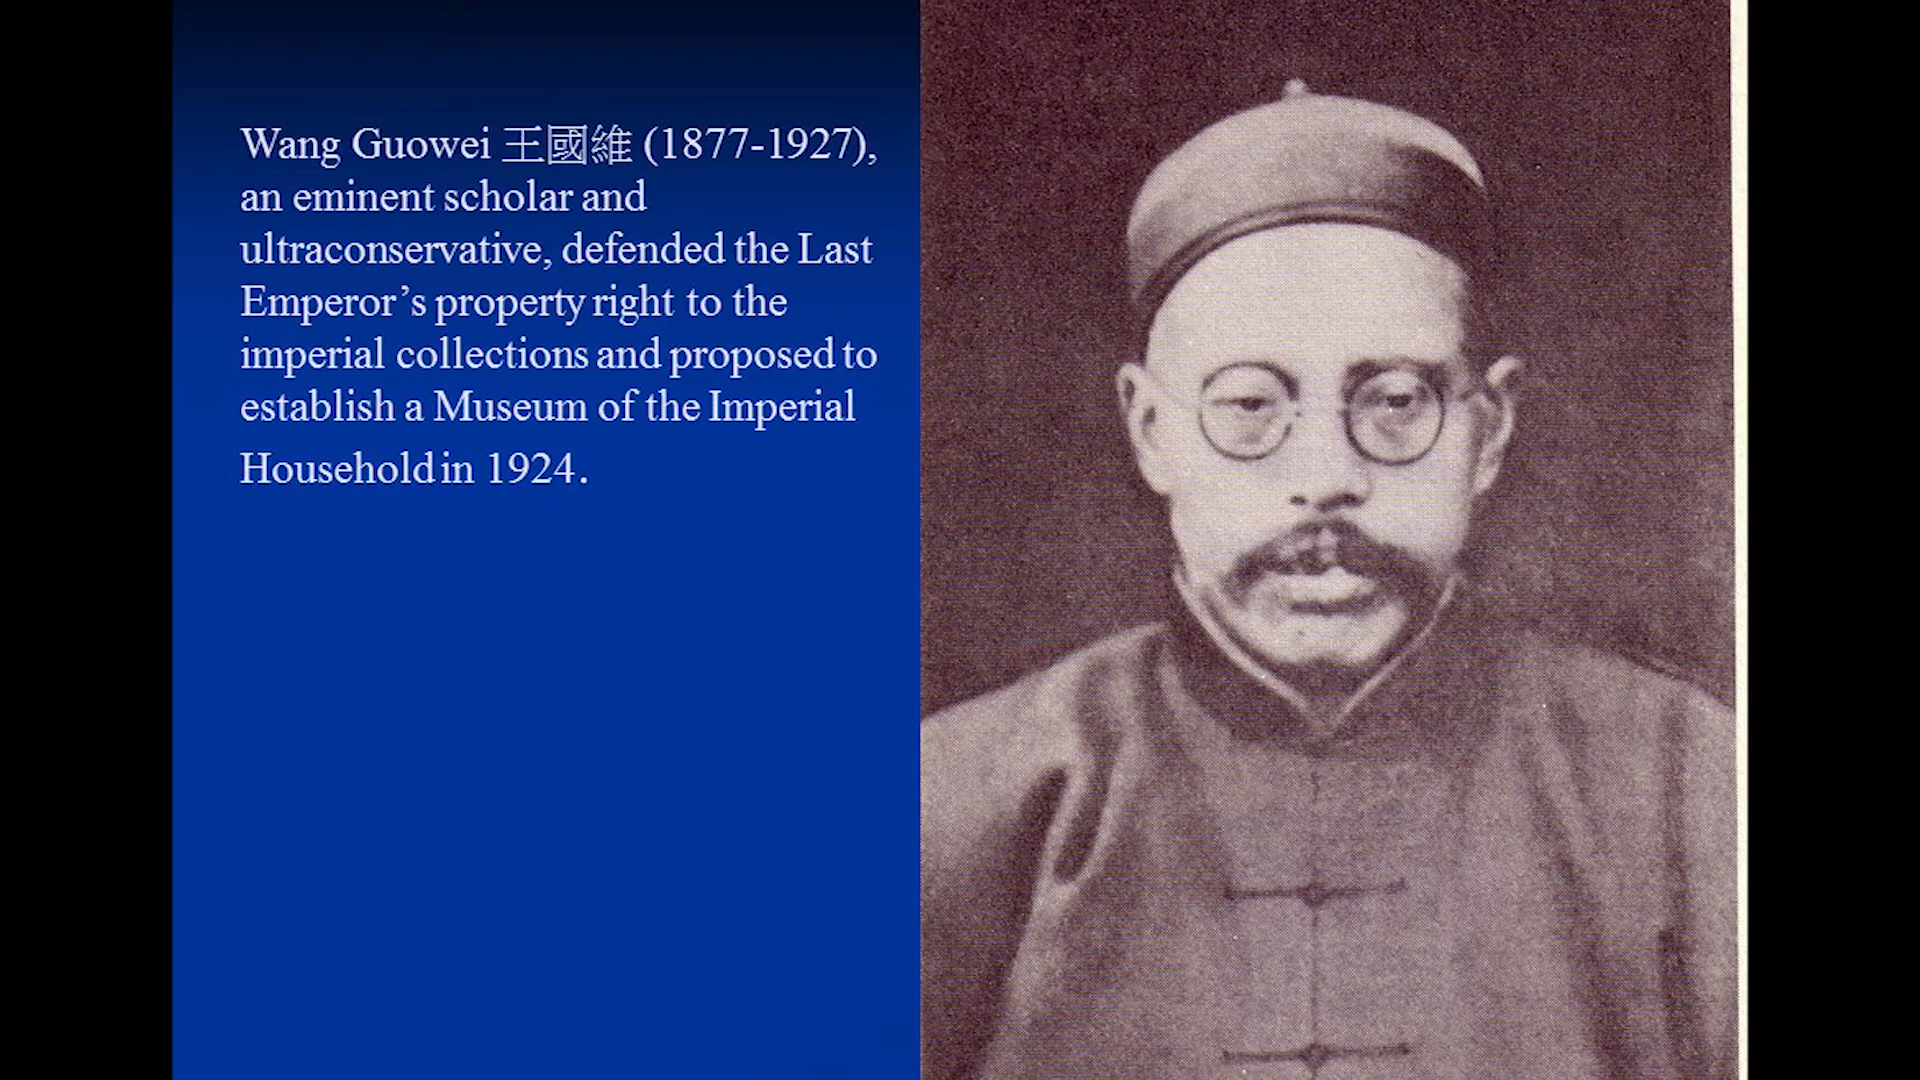 Wang Guowei 王國維 (1877-1927),
an eminent scholar and
ultraconservative, defended the Last
Emperor’s property right to the
imperial collections and proposed to
establish a Museum of the Imperial
Household in 1924.